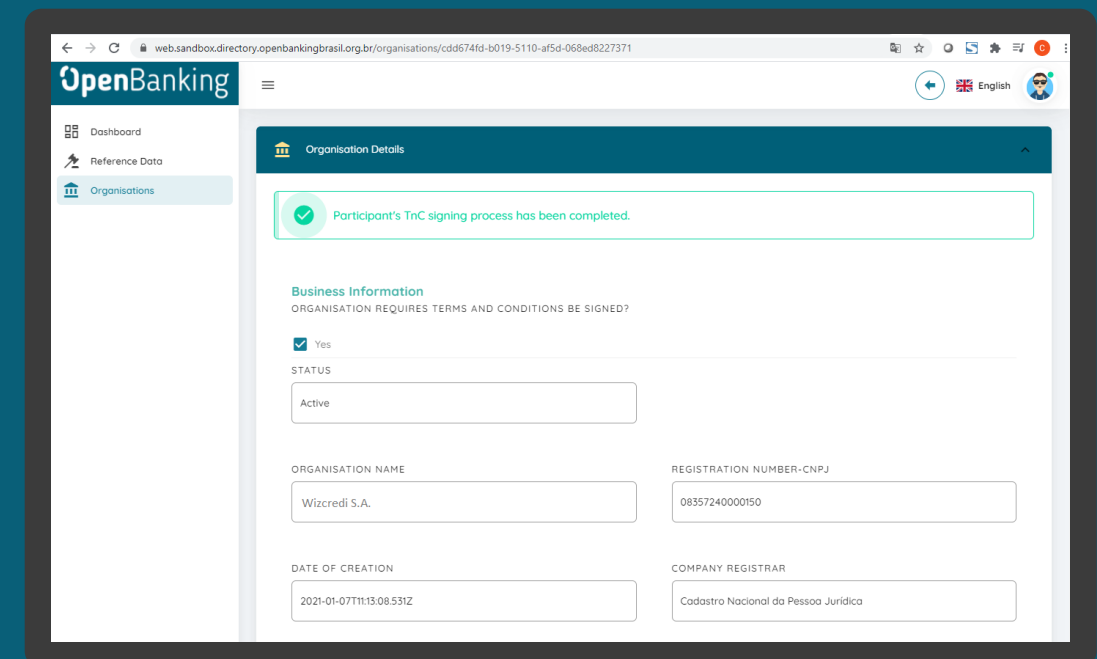 web.sandbox.directory.openbankingbrasil.org.br/organisations/cdd674fd-b019-5110-af5d-068ed8227371
C
OpenBanking
English
Dashboard
Reference Data
Organisations
Organisation Details
Participant's TnC signing process has been completed.
Business Information
ORGANISATION REQUIRES TERMS AND CONDITIONS BE SIGNED?
Yes
STATUS
Active
ORGANISATION NAME
REGISTRATION NUMBER-CNPJ
Wizcredi S.A.
08357240000150
DATE OF CREATION
COMPANY REGISTRAR
2021-01-07T11:13:08.531Z
Cadastro Nacional da Pessoa Jurídica